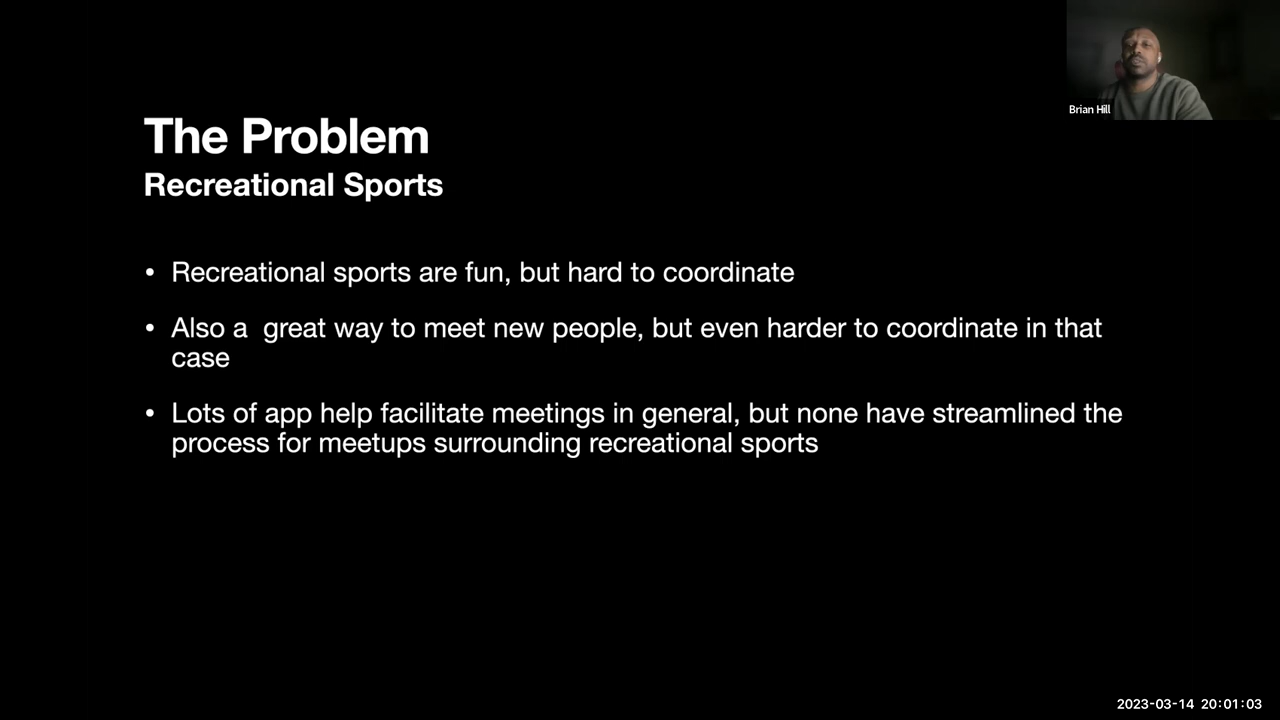 Brian Hill
The Problem
Recreational Sports
• Recreational sports are fun, but hard to coordinate
• Also a  great way to meet new people, but even harder to coordinate in that
case
• Lots of app help facilitate meetings in general, but none have streamlined the
process for meetups surrounding recreational sports
2023-03-14 20:01:03